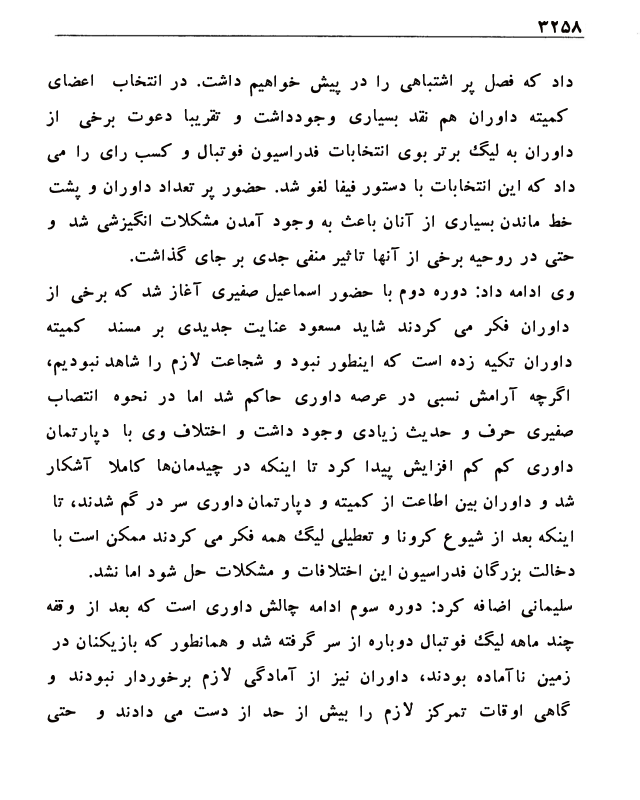 ۳۲۵۸
داد که فصل پر اشتباهی را در پیش خواهیم داشت. در انتخاب اعضای
کمیته داوران هم نقد بسیاری وجودداشت و تقریبا دعوت برخی از
داوران به لیگ برتر بوی انتخابات فدراسیون فوتبال و کسب رای را می
داد که این انتخابات با دستور فیفا لغو شد. حضور پر تعداد داوران و پشت
خط ماندن بسیاری از آنان باعث به وجود آمدن مشکلات انگیزشی شد و
حتی در روحیه برخی از آنها تاثیر منفی جدی بر جای گذاشت.
وی ادامه داد: دوره دوم با حضور اسماعیل صفیری آغاز شد که برخی از
داوران فکر می کردند شاید مسعود عنایت جدیدی بر مسند کمیته
داوران تکیه زده است که اینطور نبود و شجاعت لازم را شاهد نبودیم،
اگرچه آرامش نسبی در عرصه داوری حاکم شد اما در نحوه انتصاب
صفیری حرف و حدیث زیادی وجود داشت و اختلاف وی با دپارتمان
داوری کم کم افزایش پیدا کرد تا اینکه در چیدمان‌ها کاملا آشکار
شد و داوران بین اطاعت از کمیته و دپارتمان داوری سر در گم شدند، تا
اینکه بعد از شیوع کرونا و تعطیلی لیگ همه فکر می کردند ممکن است با
دخالت بزرگان فدراسیون این اختلافات و مشکلات حل شود اما نشد.
سلیمانی اضافه کرد: دوره سوم ادامه چالش داوری است که بعد از وقفه
چند ماهه لیگ فوتبال دوباره از سر گرفته شد و همانطور که بازیکنان در
زمین ناآماده بودند، داوران نیز از آمادگی لازم برخوردار نبودند و
گاهی اوقات تمرکز لازم را بیش از حد از دست می دادند و حتی